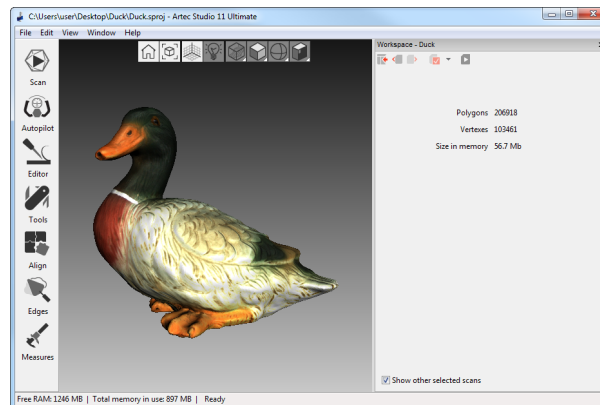 C:\Users\user\Desktop\Duck\Duck.sproj - Artec Studio 11 Ultimate
File Edit View Window Help
Workspace - Duck
Scan
Autopilot
Editor
Tools
Align
Edges
Measures
Polygons 206918
Vertexes 103461
Size in memory 56.7 Mb
Show other selected scans
Free RAM: 1246 MB | Total memory in use: 897 MB | Ready